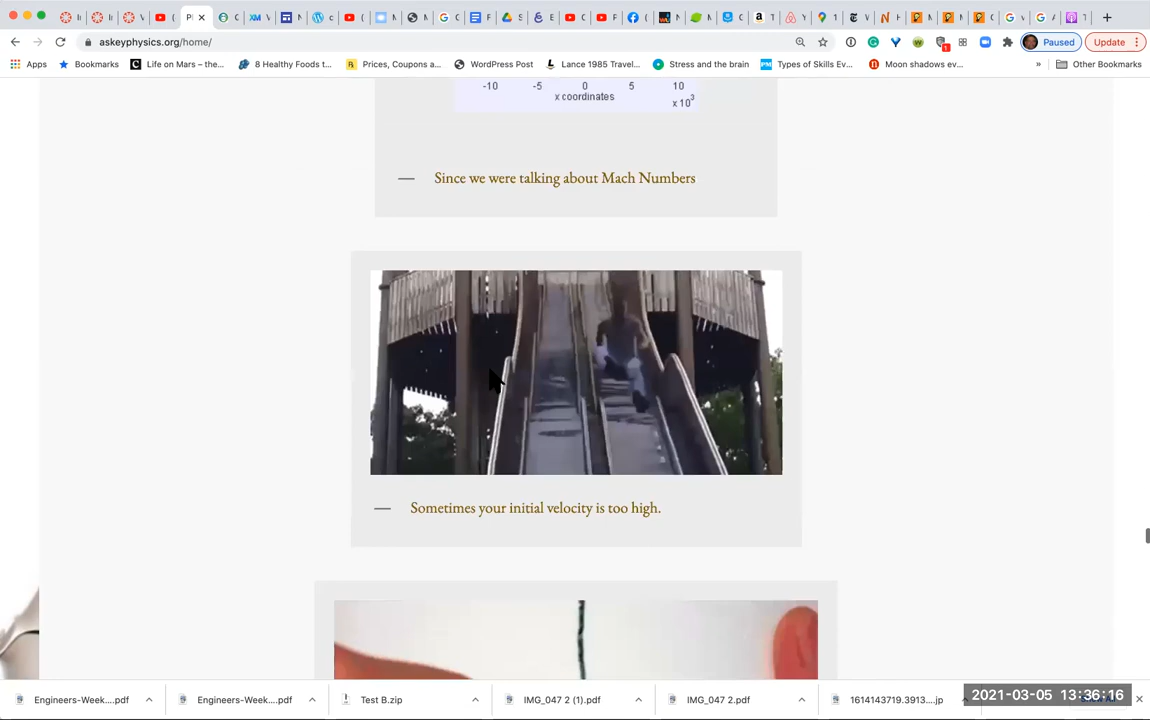 askeyphysics.org/home/
Paused
Update
Apps
Bookmarks
Life on Mars – the...
8 Healthy Foods t...
Prices, Coupons a...
WordPress Post
Lance 1985 Travel...
Stress and the brain
Types of Skills Ev...
Moon shadows ev...
»
Other Bookmarks
-10 -5 0 5 10
x coordinates
x 10³
— Since we were talking about Mach Numbers
— Sometimes your initial velocity is too high.
Engineers-Week....pdf
Engineers-Week....pdf
Test B.zip
IMG_047 2 (1).pdf
IMG_047 2.pdf
1614143719.3913....jp
2021-03-05 13:36:16